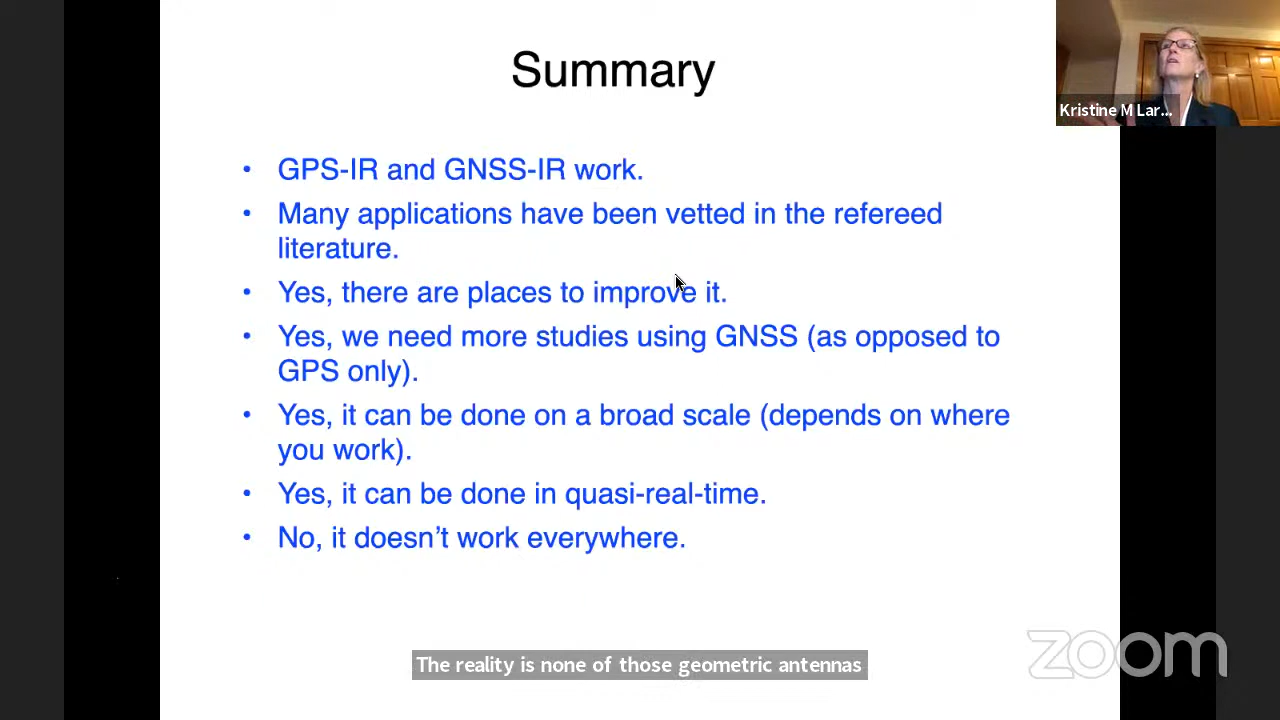 Summary
Kristine M Lar...
• GPS-IR and GNSS-IR work.
• Many applications have been vetted in the refereed
literature.
• Yes, there are places to improve it.
• Yes, we need more studies using GNSS (as opposed to
GPS only).
• Yes, it can be done on a broad scale (depends on where
you work).
• Yes, it can be done in quasi-real-time.
• No, it doesn't work everywhere.
The reality is none of those geometric antennas
zoom